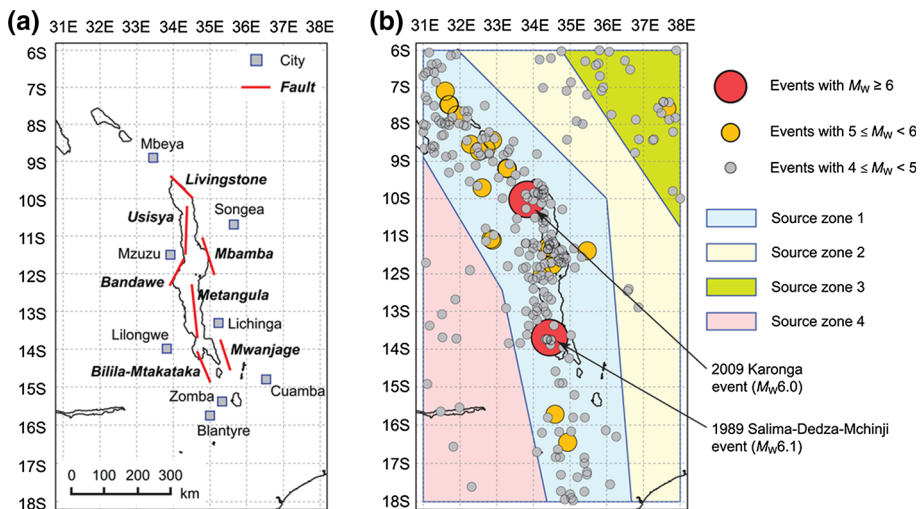 (a)
31E 32E 33E 34E 35E 36E 37E 38E
6S
7S
8S
9S
10S
11S
12S
13S
14S
15S
16S
17S
18S
City
Fault
Mbeya
Livingstone
Songea
Usisya
Mzuzu
Mbamba
Bandawe
Metangula
Lichinga
Lilongwe
Mwanjage
Bilila-Mtakataka
Cuamba
Zomba
Blantyre
0 100 200 300
km
(b)
31E 32E 33E 34E 35E 36E 37E 38E
6S
7S
8S
9S
10S
11S
12S
13S
14S
15S
16S
17S
18S
Events with MW ≥ 6
Events with 5 ≤ MW < 6
Events with 4 ≤ MW < 5
Source zone 1
Source zone 2
Source zone 3
Source zone 4
2009 Karonga
event (MW6.0)
1989 Salima-Dedza-Mchinji
event (MW6.1)